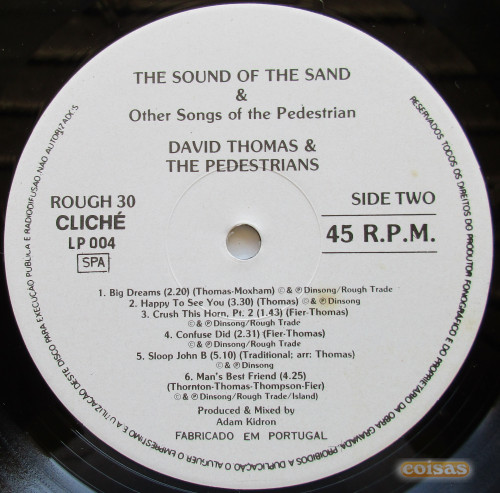 THE SOUND OF THE SAND
&
Other Songs of the Pedestrian
DAVID THOMAS &
THE PEDESTRIANS
ROUGH 30
CLICHÉ
LP 004
SPA
SIDE TWO
45 R.P.M.
1. Big Dreams (2.20) (Thomas-Moxham) © & ℗ Dinsong/Rough Trade
2. Happy To See You (3.30) (Thomas) © & ℗ Dinsong
3. Crush This Horn, Pt. 2 (1.43) (Fier-Thomas)
© & ℗ Dinsong/Rough Trade
4. Confuse Did (2.31) (Fier-Thomas)
© & ℗ Dinsong/Rough Trade
5. Sloop John B (5.10) (Traditional; arr: Thomas)
© & ℗ Dinsong/Rough Trade
6. Man's Best Friend (4.25)
(Thornton-Thomas-Thompson-Fier)
© & ℗ Dinsong/Rough Trade/Island)
Produced & Mixed by
Adam Kidron
FABRICADO EM PORTUGAL
RESERVADOS TODOS OS DIREITOS DO PRODUTOR FONOGRÁFICO E DO PROPRIETÁRIO DA OBRA GRAVADA. PROIBIDOS A DUPLICAÇÃO O ALUGUER O EMPRÉSTIMO E A UTILIZAÇÃO DESTE DISCO PARA EXECUÇÃO PÚBLICA E RADIODIFUSÃO NÃO AUTORIZADAS
coisas